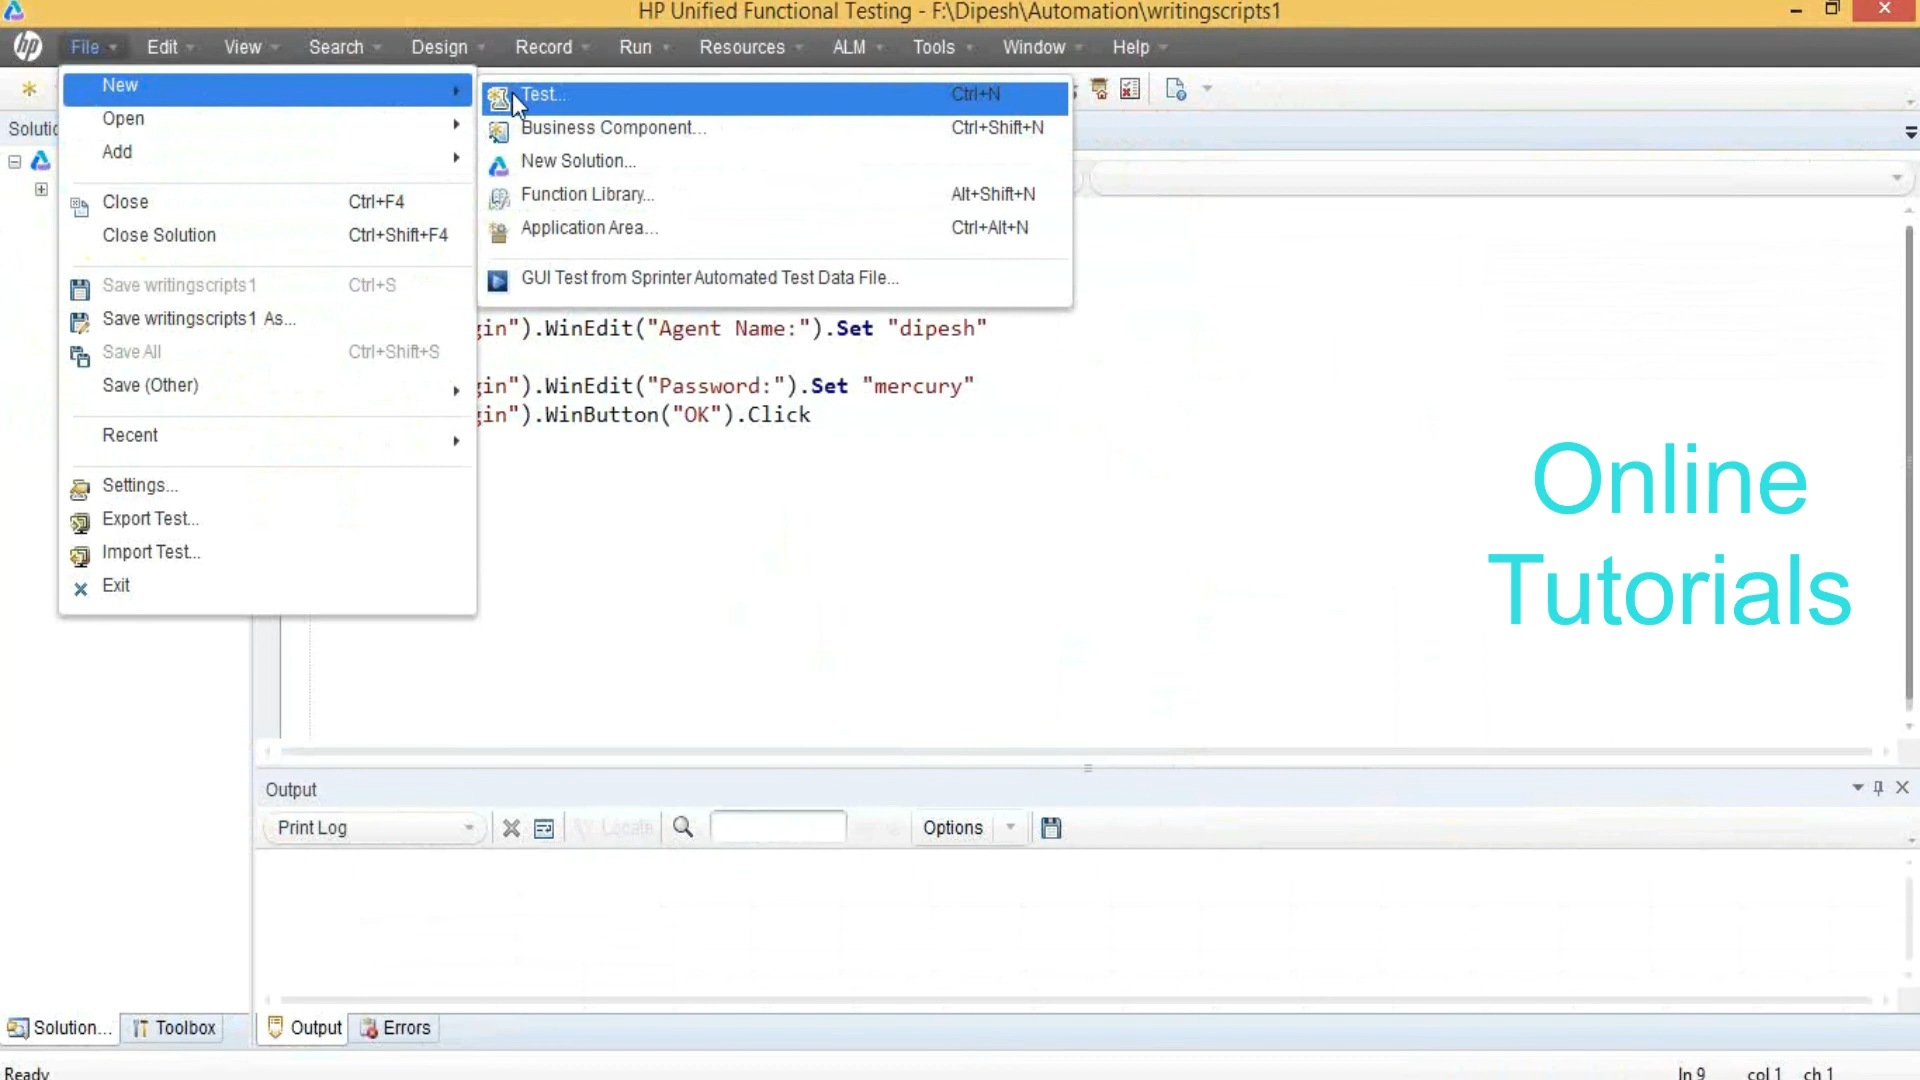 HP Unified Functional Testing - F:\Dipesh\Automation\writingscripts1
hp File Edit View Search Design Record Run Resources ALM Tools Window Help
New
Open
Add
Close Ctrl+F4
Close Solution Ctrl+Shift+F4
Save writingscripts1 Ctrl+S
Save writingscripts1 As...
Save All Ctrl+Shift+S
Save (Other)
Recent
Settings...
Export Test...
Import Test...
Exit
Test... Ctrl+N
Business Component... Ctrl+Shift+N
New Solution...
Function Library... Alt+Shift+N
Application Area... Ctrl+Alt+N
GUI Test from Sprinter Automated Test Data File...
Solutio
gin").WinEdit("Agent Name:").Set "dipesh"
gin").WinEdit("Password:").Set "mercury"
gin").WinButton("OK").Click
Online
Tutorials
Output
Print Log Locate Options
Solution... Toolbox Output Errors
Ready ln 9 col 1 ch 1